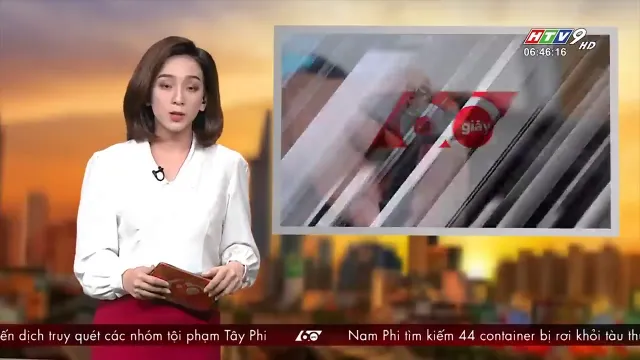 HTV9 HD
06:46:16
giây
ến dịch truy quét các nhóm tội phạm Tây Phi
60 Nam Phi tìm kiếm 44 container bị rơi khỏi tàu th